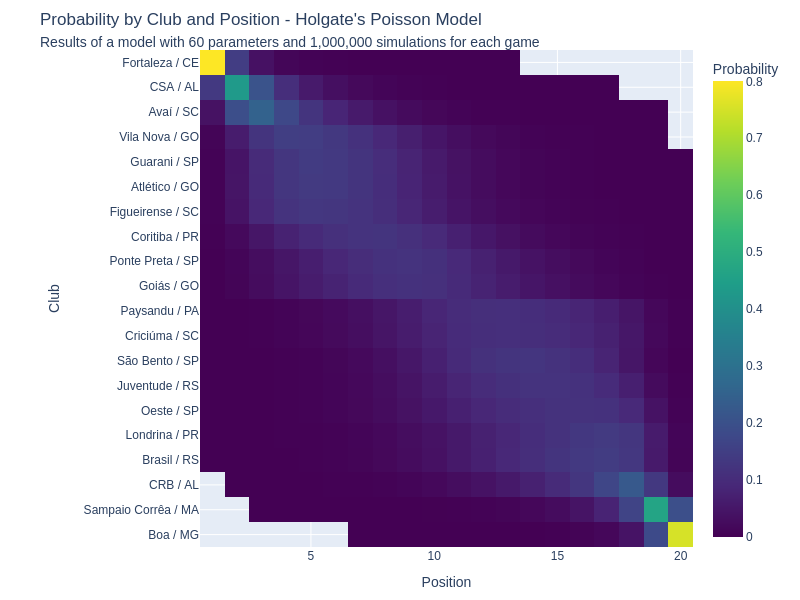 Probability by Club and Position - Holgate's Poisson Model
Results of a model with 60 parameters and 1,000,000 simulations for each game
Probability
Fortaleza / CE
CSA / AL
Avaí / SC
Vila Nova / GO
Guarani / SP
Atlético / GO
Figueirense / SC
Coritiba / PR
Ponte Preta / SP
Goiás / GO
Paysandu / PA
Criciúma / SC
São Bento / SP
Juventude / RS
Oeste / SP
Londrina / PR
Brasil / RS
CRB / AL
Sampaio Corrêa / MA
Boa / MG
Club
5
10
15
20
Position
0.8
0.7
0.6
0.5
0.4
0.3
0.2
0.1
0